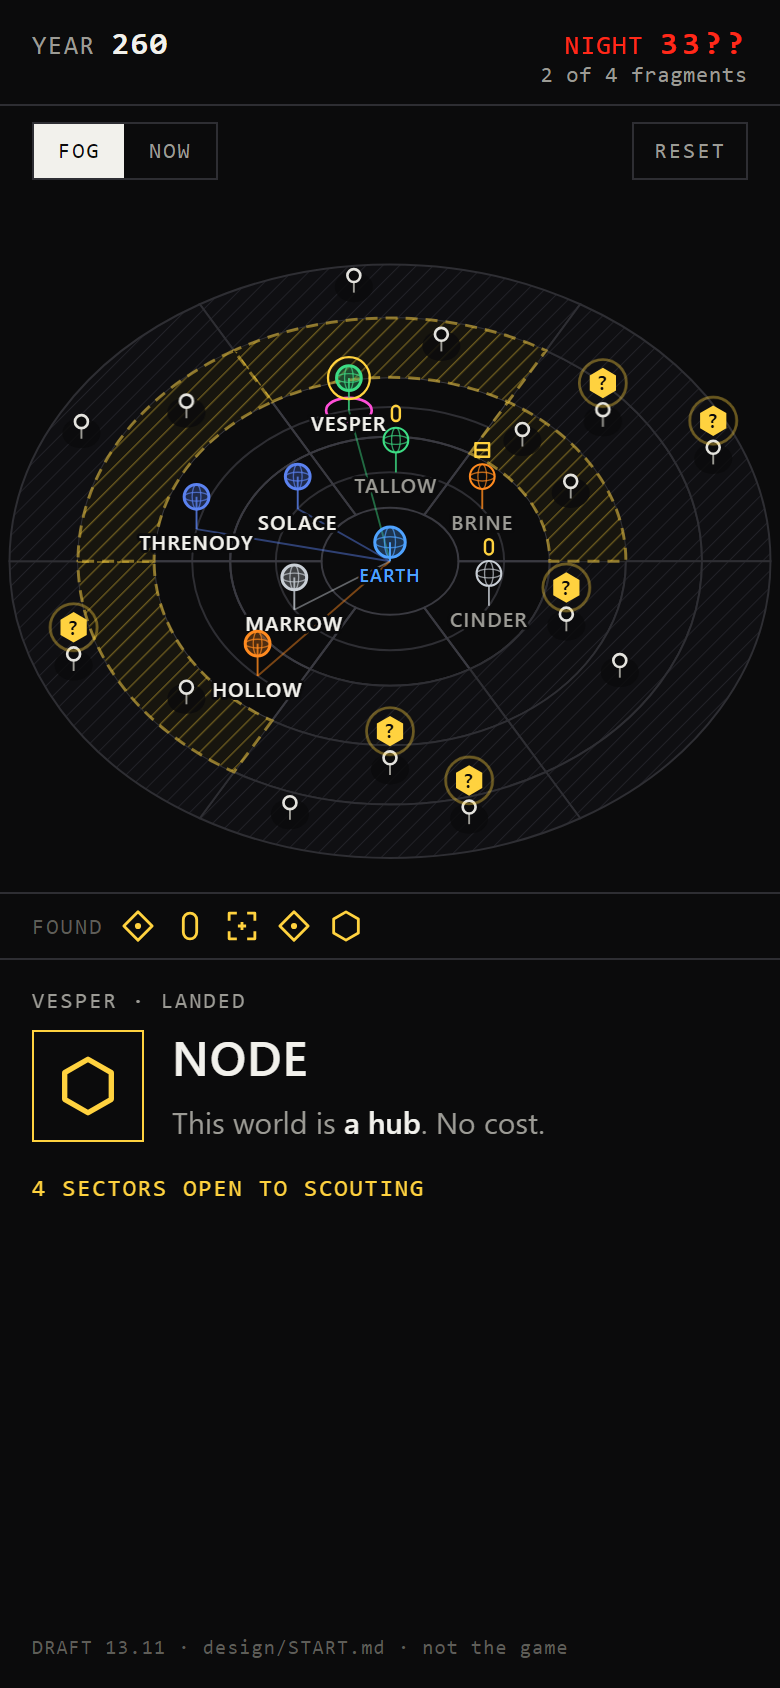 YEAR 260
NIGHT 33??
2 of 4 fragments
FOG NOW RESET
?
?
VESPER
TALLOW
SOLACE
BRINE
THRENODY
EARTH
?
MARROW
CINDER
?
HOLLOW
?
?
FOUND
VESPER · LANDED
NODE
This world is a hub. No cost.
4 SECTORS OPEN TO SCOUTING
DRAFT 13.11 · design/START.md · not the game